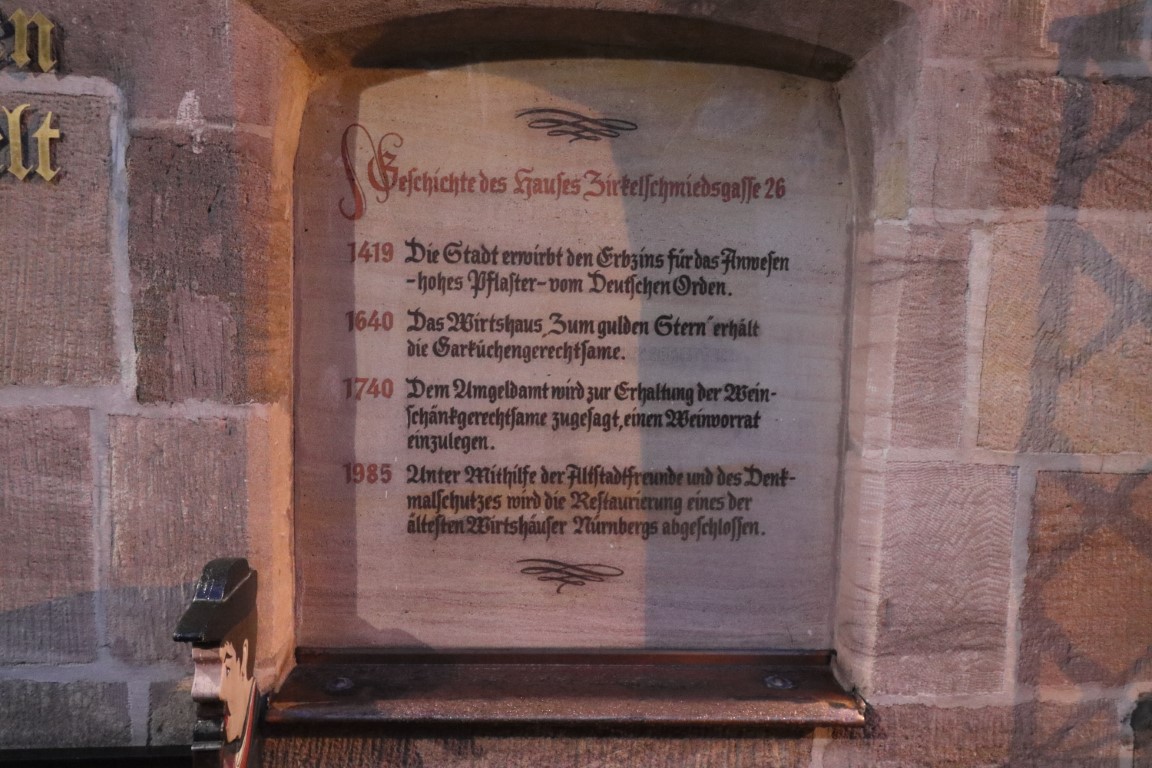 en
elt
Geschichte des Hauses Zirkelschmiedsgasse 26
1419 Die Stadt erwirbt den Erbzins für das Anwesen
-hohes Pflaster- vom Deutschen Orden.
1640 Das Wirtshaus „Zum gulden Stern" erhält
die Garküchengerechtsame.
1740 Dem Umgeldamt wird zur Erhaltung der Wein-
schänkgerechtsame zugesagt, einen Weinvorrat
einzulegen.
1985 Unter Mithilfe der Altstadtfreunde und des Denk-
malschutzes wird die Restaurierung eines der
ältesten Wirtshäuser Nürnbergs abgeschlossen.